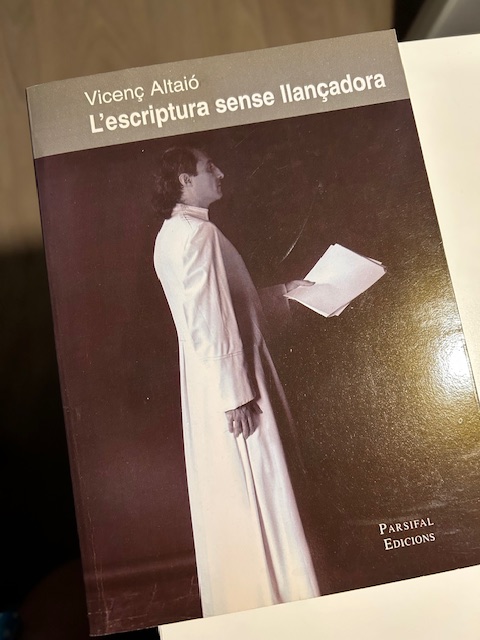 Vicenç Altaió
L'escriptura sense llançadora
PARSIFAL
EDICIONS